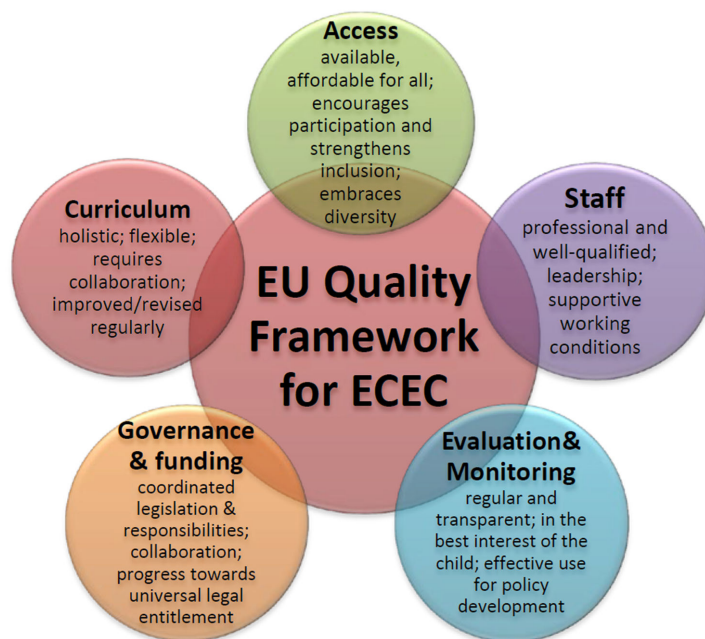 Access
available,
affordable for all;
encourages
participation and
strengthens
inclusion;
embraces
diversity
Curriculum
holistic; flexible;
requires
collaboration;
improved/revised
regularly
Staff
professional and
well-qualified;
leadership;
supportive
working
conditions
EU Quality
Framework
for ECEC
Governance
& funding
coordinated
legislation &
responsibilities;
collaboration;
progress towards
universal legal
entitlement
Evaluation&
Monitoring
regular and
transparent; in the
best interest of the
child; effective use
for policy
development